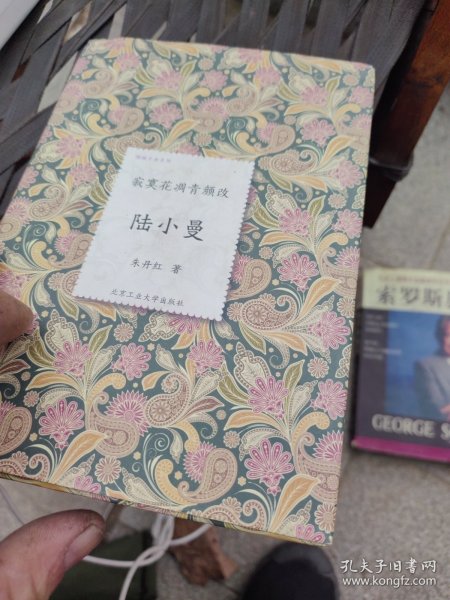 寂寞花凋青颜改
陆小曼
朱丹红 著
北京工业大学出版社
索罗斯
GEORGE S
孔夫子旧书网
www.kongfz.com